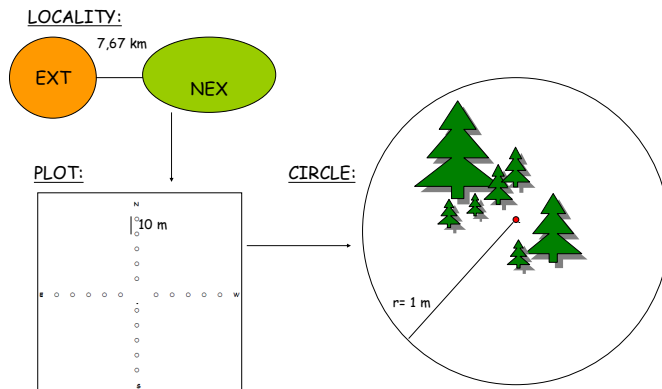 LOCALITY:
7,67 km
EXT
NEX
PLOT:
CIRCLE:
N
10 m
E
W
S
r= 1 m